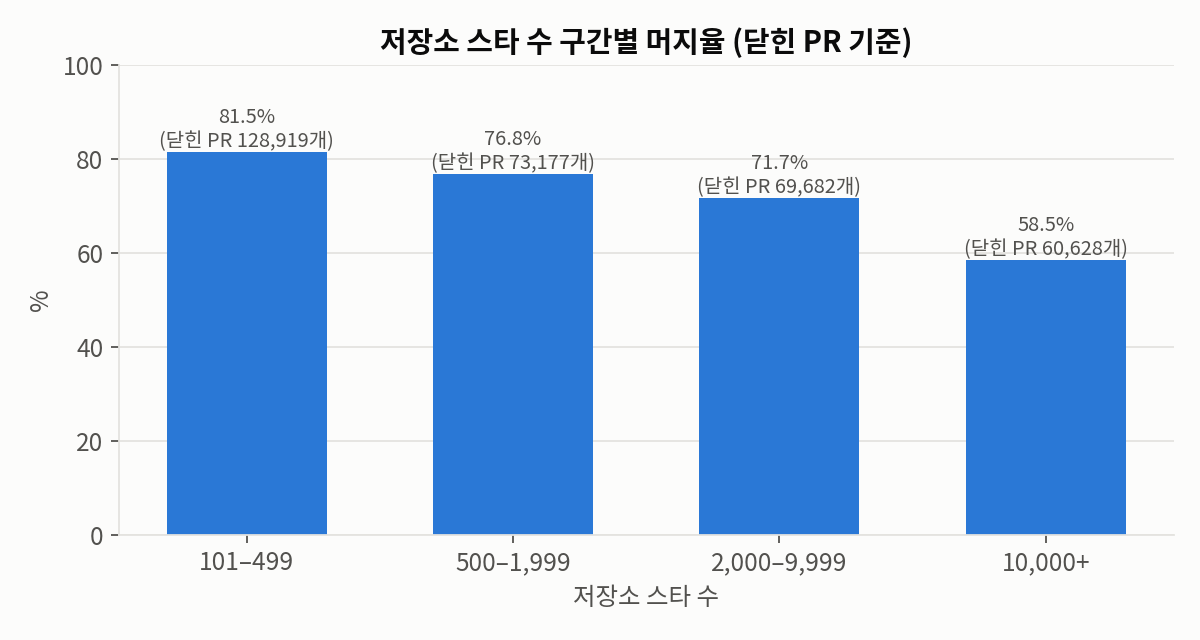 저장소 스타 수 구간별 머지율 (닫힌 PR 기준)
100
80
60
40
20
0
%
81.5%
(닫힌 PR 128,919개)
76.8%
(닫힌 PR 73,177개)
71.7%
(닫힌 PR 69,682개)
58.5%
(닫힌 PR 60,628개)
101–499
500–1,999
2,000–9,999
10,000+
저장소 스타 수